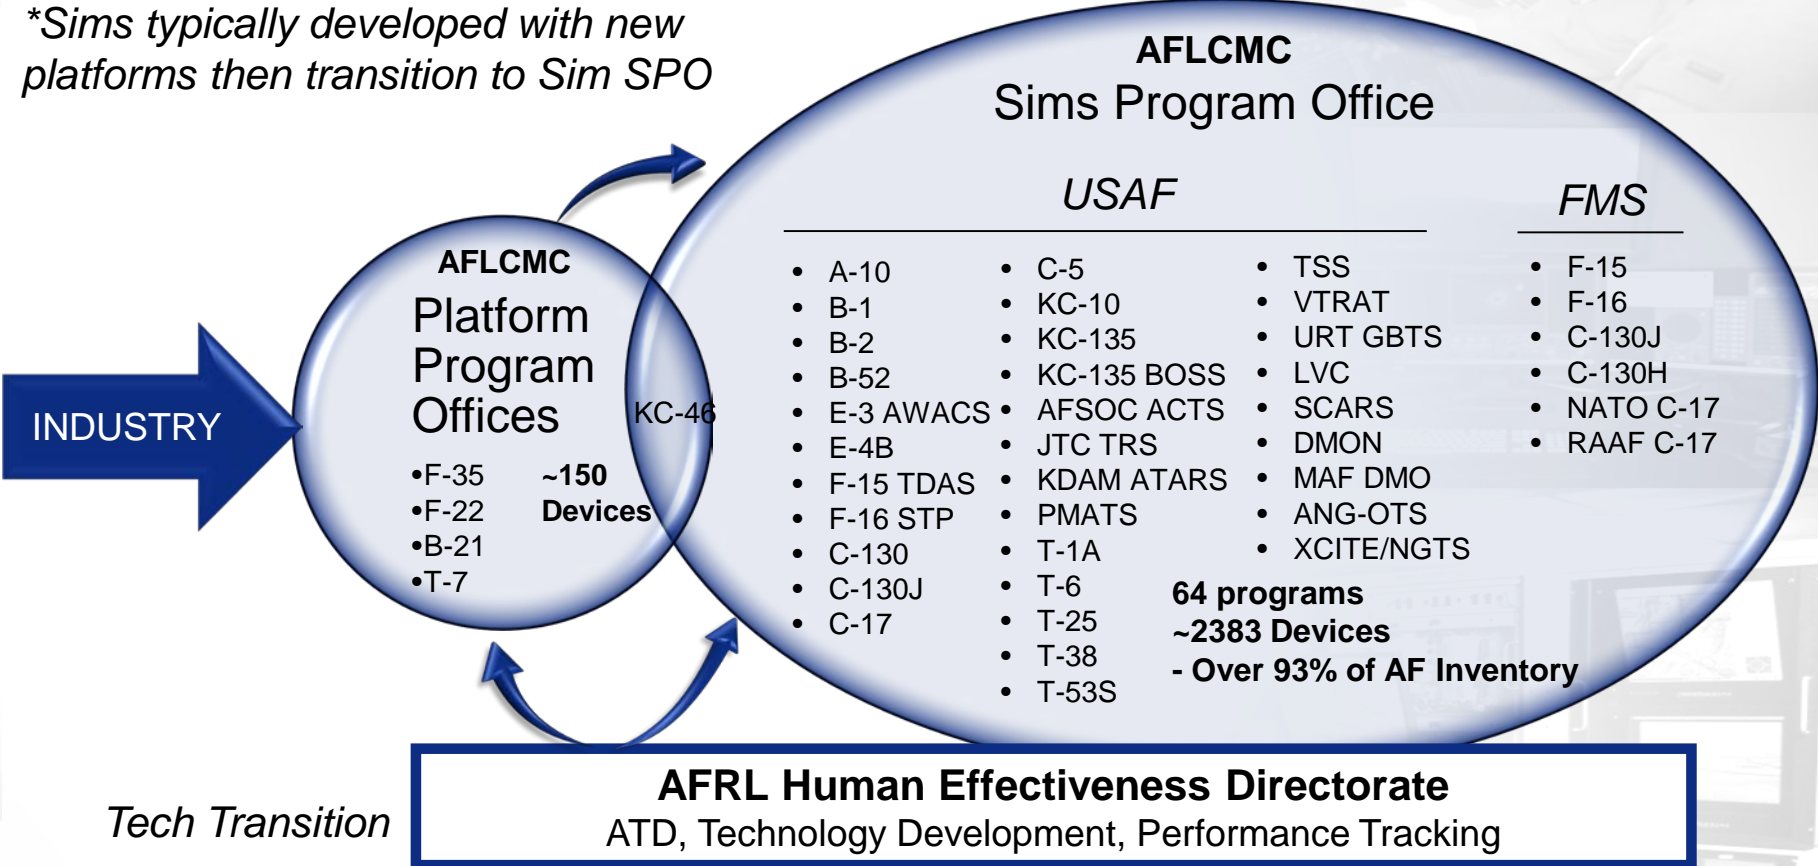 *Sims typically developed with new
platforms then transition to Sim SPO
AFLCMC
Sims Program Office
USAF
• A-10
• B-1
• B-2
• B-52
• E-3 AWACS
• E-4B
• F-15 TDAS
• F-16 STP
• C-130
• C-130J
• C-17
• C-5
• KC-10
• KC-135
• KC-135 BOSS
• AFSOC ACTS
• JTC TRS
• KDAM ATARS
• PMATS
• T-1A
• T-6
• T-25
• T-38
• T-53S
• TSS
• VTRAT
• URT GBTS
• LVC
• SCARS
• DMON
• MAF DMO
• ANG-OTS
• XCITE/NGTS
64 programs
~2383 Devices
- Over 93% of AF Inventory
FMS
• F-15
• F-16
• C-130J
• C-130H
• NATO C-17
• RAAF C-17
AFLCMC
Platform
Program
Offices
•F-35
•F-22
•B-21
•T-7
~150
Devices
KC-46
INDUSTRY
Tech Transition
AFRL Human Effectiveness Directorate
ATD, Technology Development, Performance Tracking